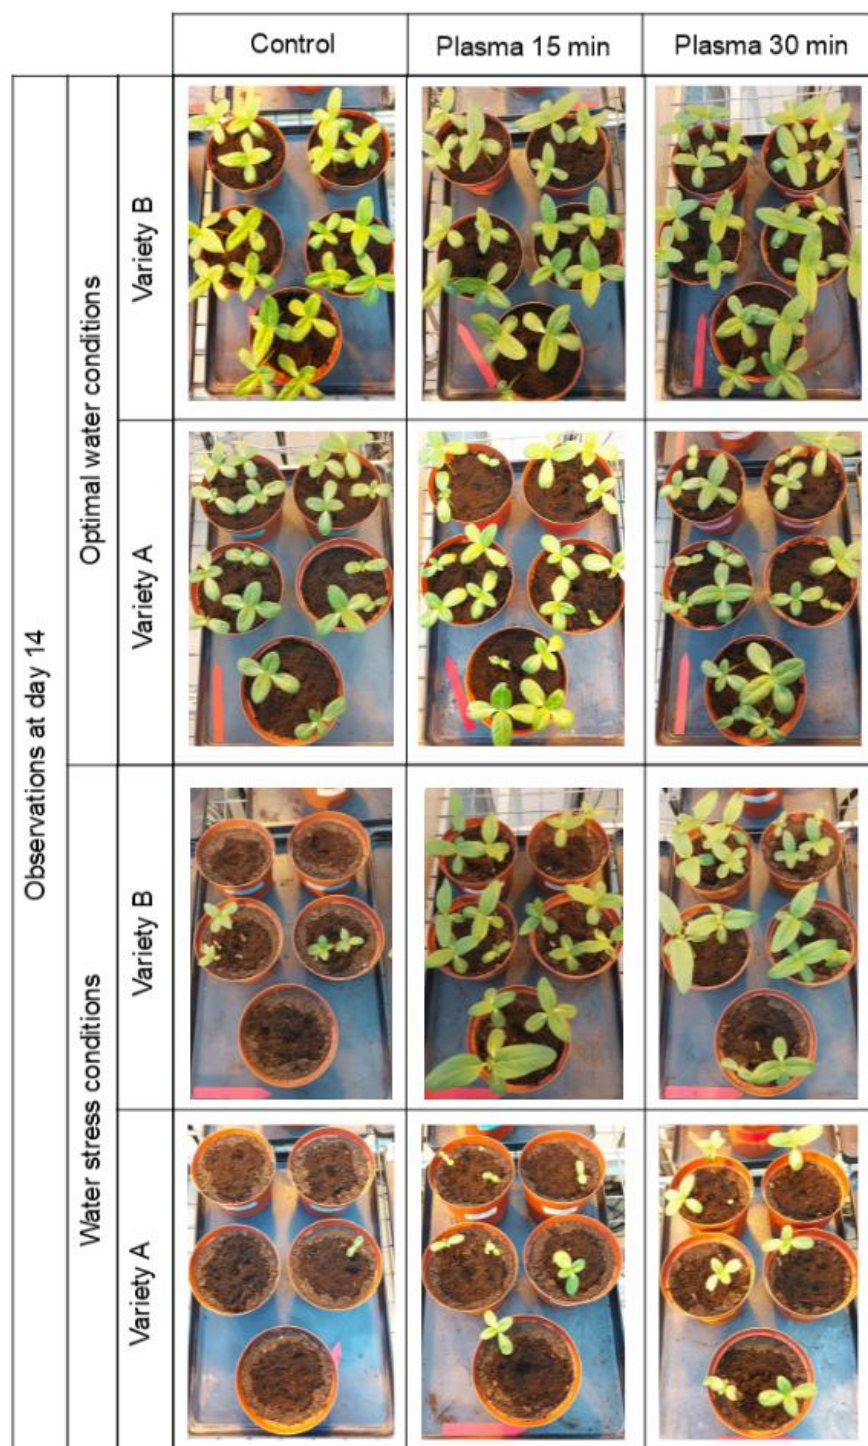 Control
Plasma 15 min
Plasma 30 min
Observations at day 14
Optimal water conditions
Variety B
Variety A
Water stress conditions
Variety B
Variety A